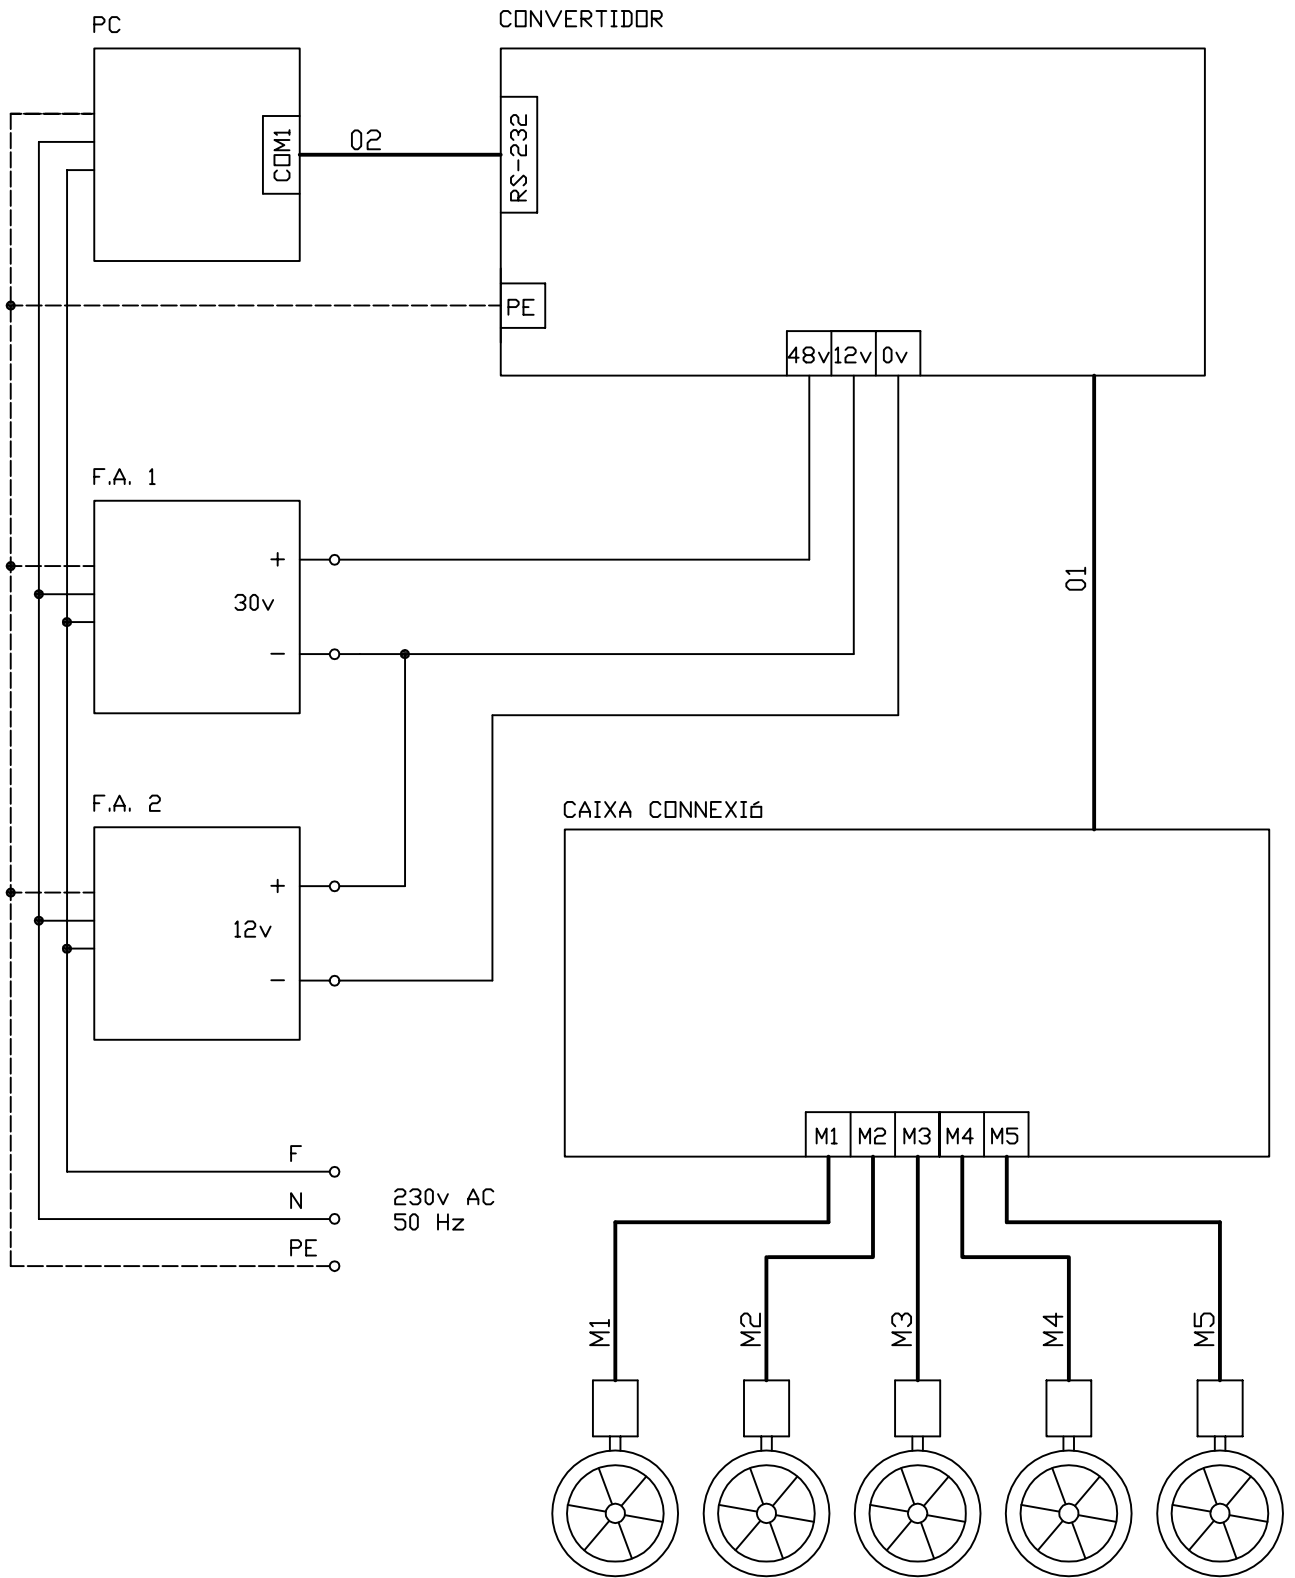 PC
CONVERTIDOR
COM1
02
RS-232
PE
48v 12v 0v
F.A. 1
+
30v
-
01
F.A. 2
+
12v
-
CAIXA CONNEXIó
M1 M2 M3 M4 M5
F
N
PE
230v AC
50 Hz
M1 M2 M3 M4 M5